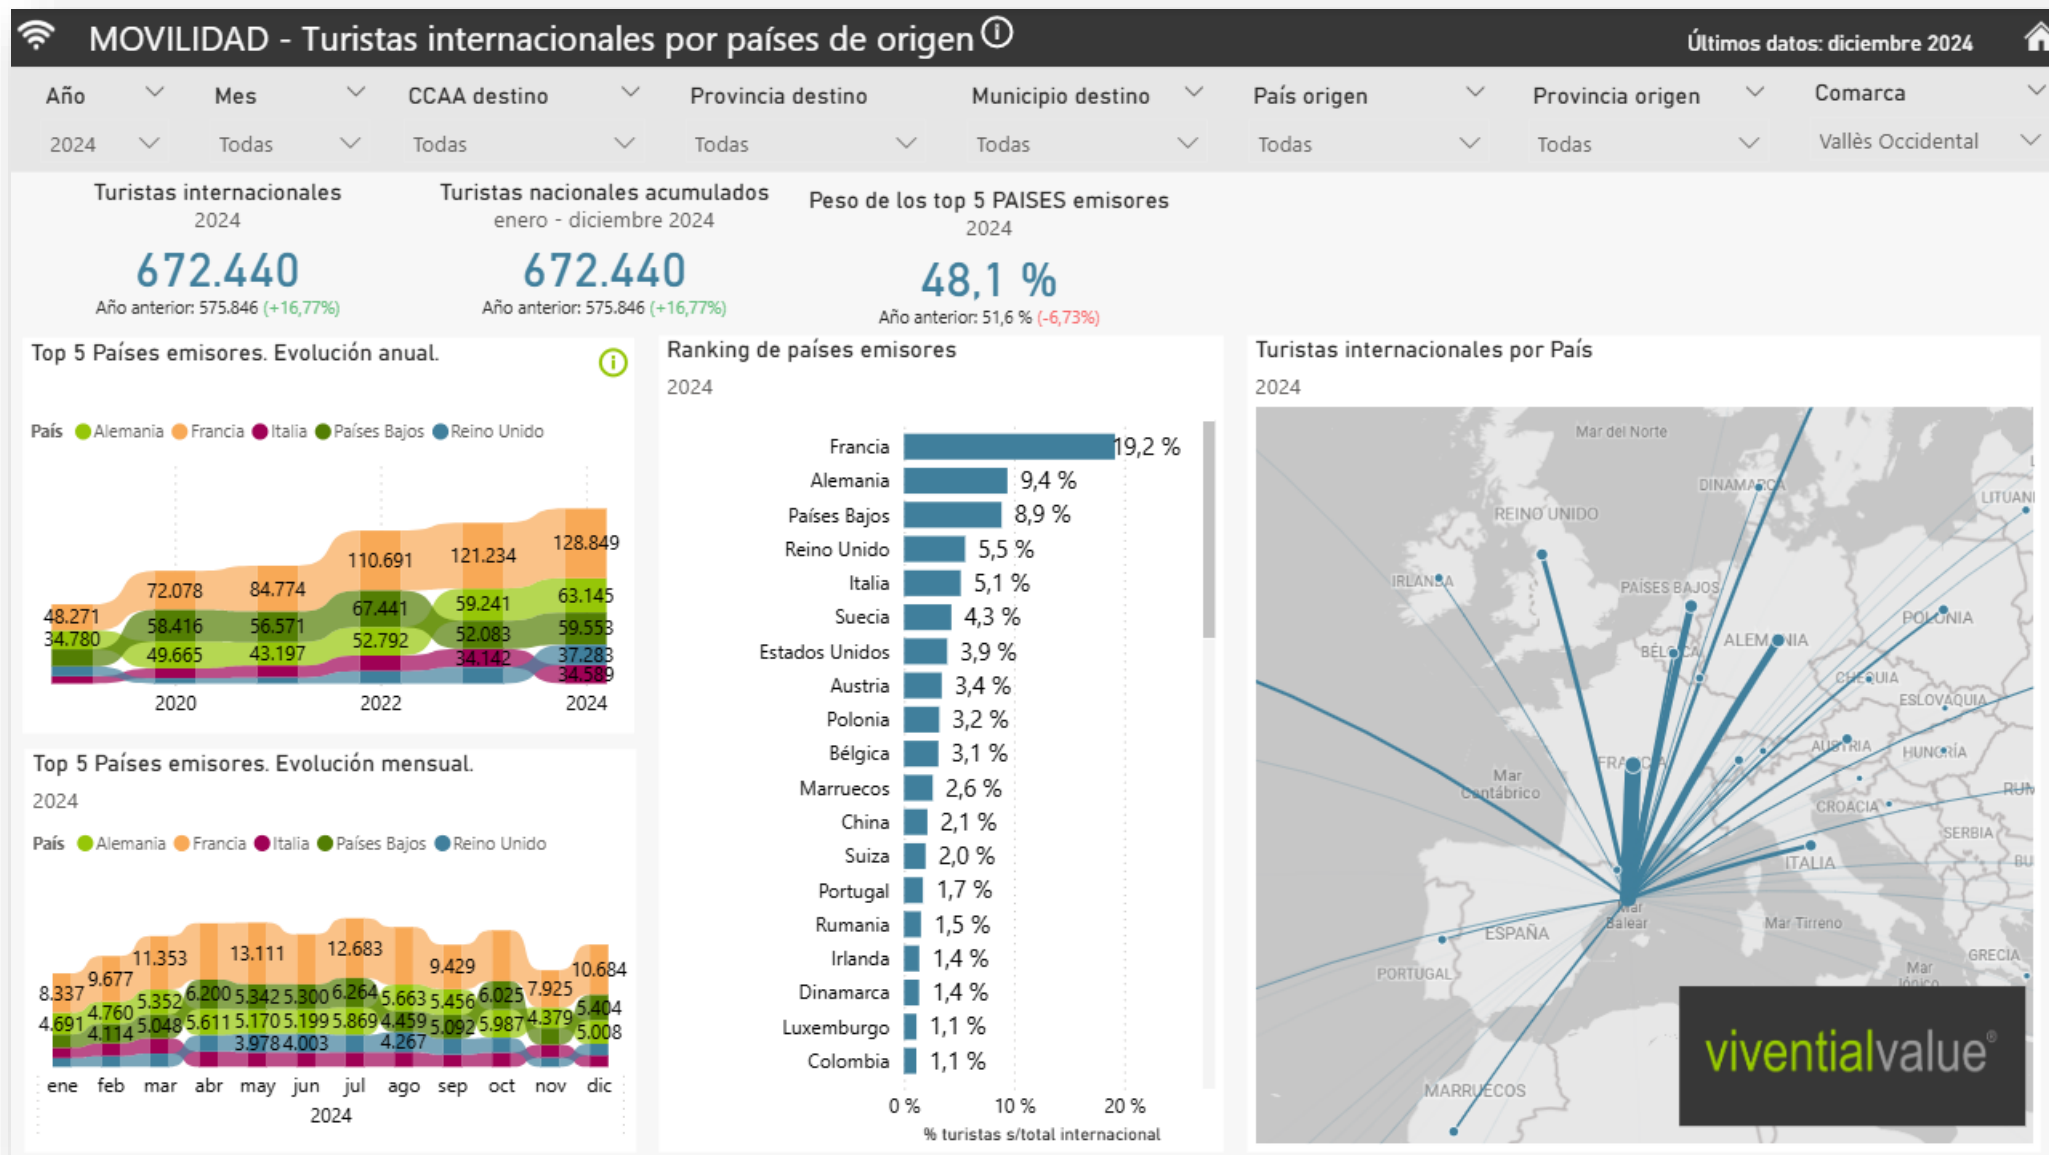 MOVILIDAD - Turistas internacionales por países de origen
Últimos datos: diciembre 2024
Año
Mes
CCAA destino
Provincia destino
Municipio destino
País origen
Provincia origen
Comarca
2024
Todas
Todas
Todas
Todas
Todas
Todas
Vallès Occidental
Turistas internacionales
2024
672.440
Año anterior: 575.846 (+16,77%)
Turistas nacionales acumulados
enero - diciembre 2024
672.440
Año anterior: 575.846 (+16,77%)
Peso de los top 5 PAISES emisores
2024
48,1 %
Año anterior: 51,6 % (-6,73%)
Top 5 Países emisores. Evolución anual.
País Alemania Francia Italia Países Bajos Reino Unido
48.271
34.780
72.078
58.416
49.665
84.774
56.571
43.197
110.691
67.441
52.792
121.234
59.241
52.083
34.142
128.849
63.145
59.553
37.283
34.589
2020 2022 2024
Top 5 Países emisores. Evolución mensual.
2024
País Alemania Francia Italia Países Bajos Reino Unido
8.337
4.691
9.677
4.760
4.114
11.353
5.352
5.048
6.200
5.611
13.111
5.342
5.170
3.978
5.300
5.199
4.003
12.683
6.264
5.869
5.663
4.459
4.267
9.429
5.456
5.092
6.025
5.987
7.925
4.379
10.684
5.404
5.008
ene feb mar abr may jun jul ago sep oct nov dic
2024
Ranking de países emisores
2024
Francia 19,2 %
Alemania 9,4 %
Países Bajos 8,9 %
Reino Unido 5,5 %
Italia 5,1 %
Suecia 4,3 %
Estados Unidos 3,9 %
Austria 3,4 %
Polonia 3,2 %
Bélgica 3,1 %
Marruecos 2,6 %
China 2,1 %
Suiza 2,0 %
Portugal 1,7 %
Rumania 1,5 %
Irlanda 1,4 %
Dinamarca 1,4 %
Luxemburgo 1,1 %
Colombia 1,1 %
0 % 10 % 20 %
% turistas s/total internacional
Turistas internacionales por País
2024
Mar del Norte
DINAMARCA
LITUANI
REINO UNIDO
IRLANDA
PAÍSES BAJOS
POLONIA
ALEMANIA
BÉLGICA
CHEQUIA
ESLOVAQUIA
AUSTRIA
HUNGRÍA
FRANCIA
Mar
Cantábrico
RUM
CROACIA
SERBIA
ITALIA
BU
Mar
Balear
Mar Tirreno
ESPAÑA
PORTUGAL
GRECIA
Mar
Jónico
MARRUECOS
vivential value®